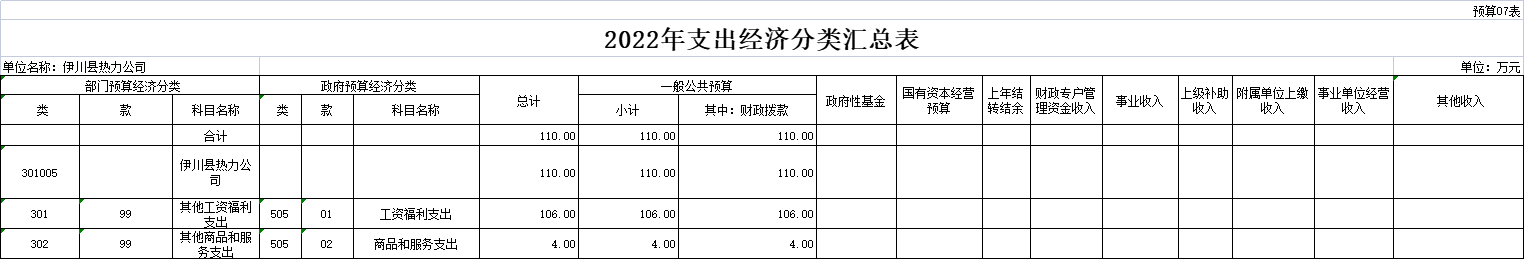 预算07表
2022年支出经济分类汇总表
单位名称：伊川县热力公司 单位：万元
部门预算经济分类 政府预算经济分类 总计 一般公共预算 政府性基金 国有资本经营预算 上年结转结余 财政专户管理资金收入 事业收入 上级补助收入 附属单位上缴收入 事业单位经营收入 其他收入
类 款 科目名称 类 款 科目名称 小计 其中：财政拨款
合计 110.00 110.00 110.00
301005 伊川县热力公司 110.00 110.00 110.00
301 99 其他工资福利支出 505 01 工资福利支出 106.00 106.00 106.00
302 99 其他商品和服务支出 505 02 商品和服务支出 4.00 4.00 4.00